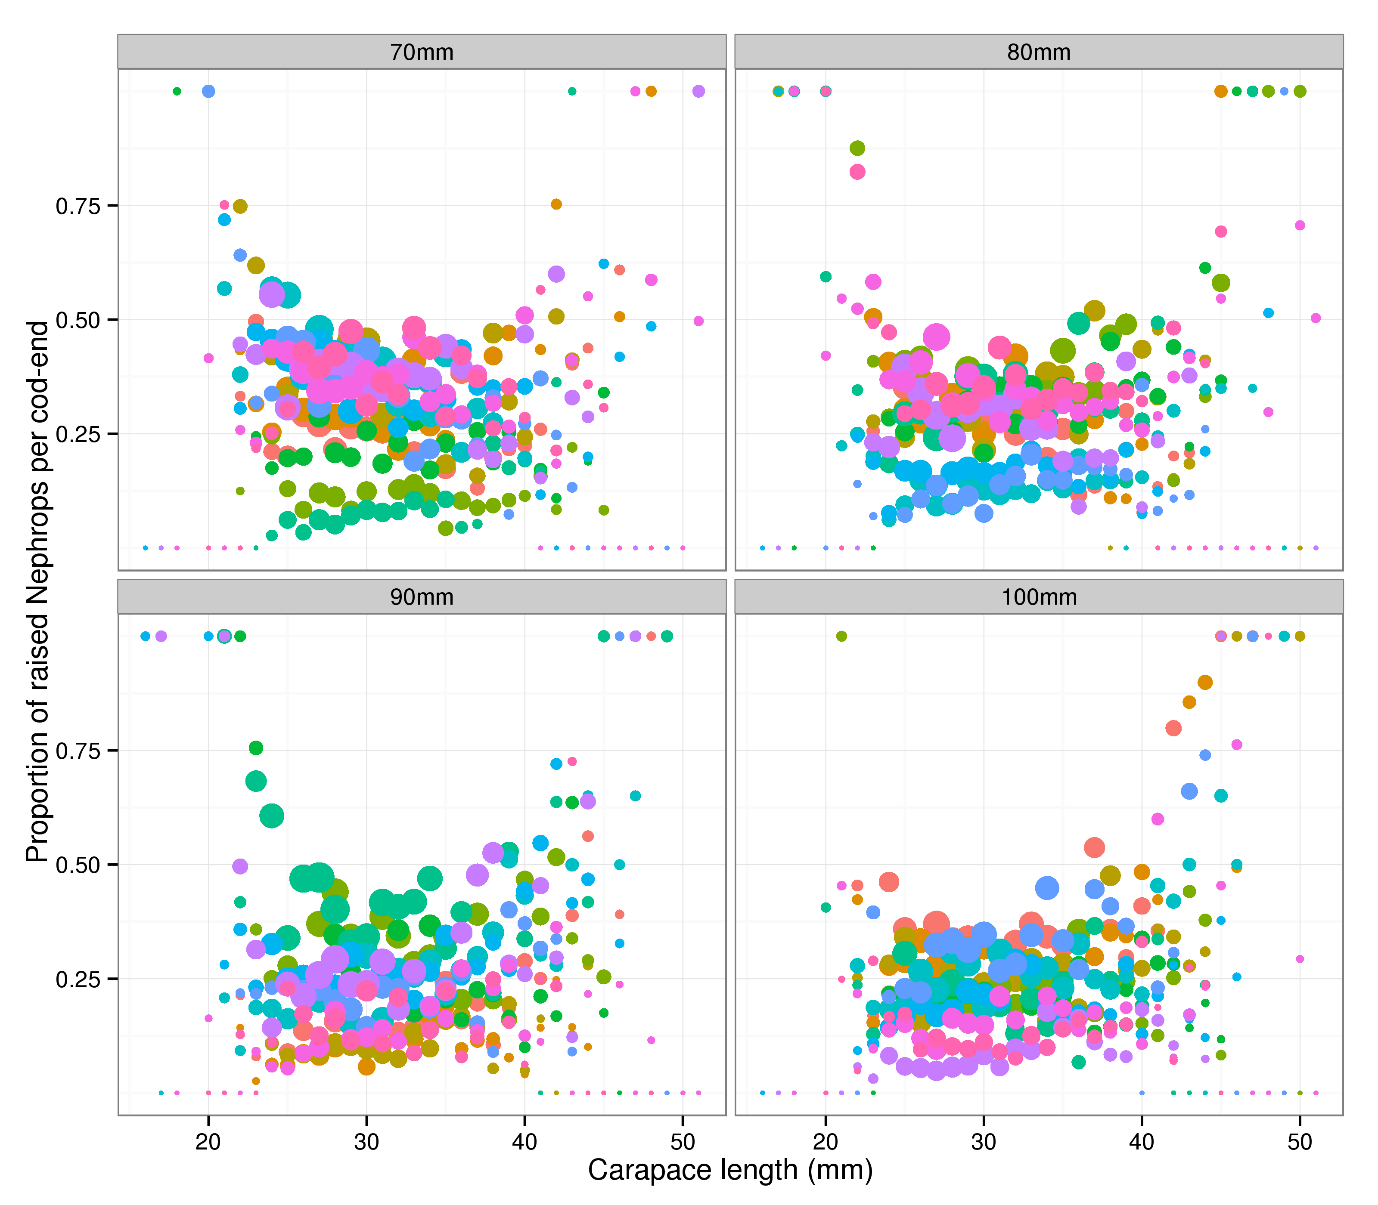 70mm
80mm
0.75
0.50
0.25
90mm
100mm
0.75
0.50
0.25
20
30
40
50
20
30
40
50
Carapace length (mm)
Proportion of raised Nephrops per cod-end